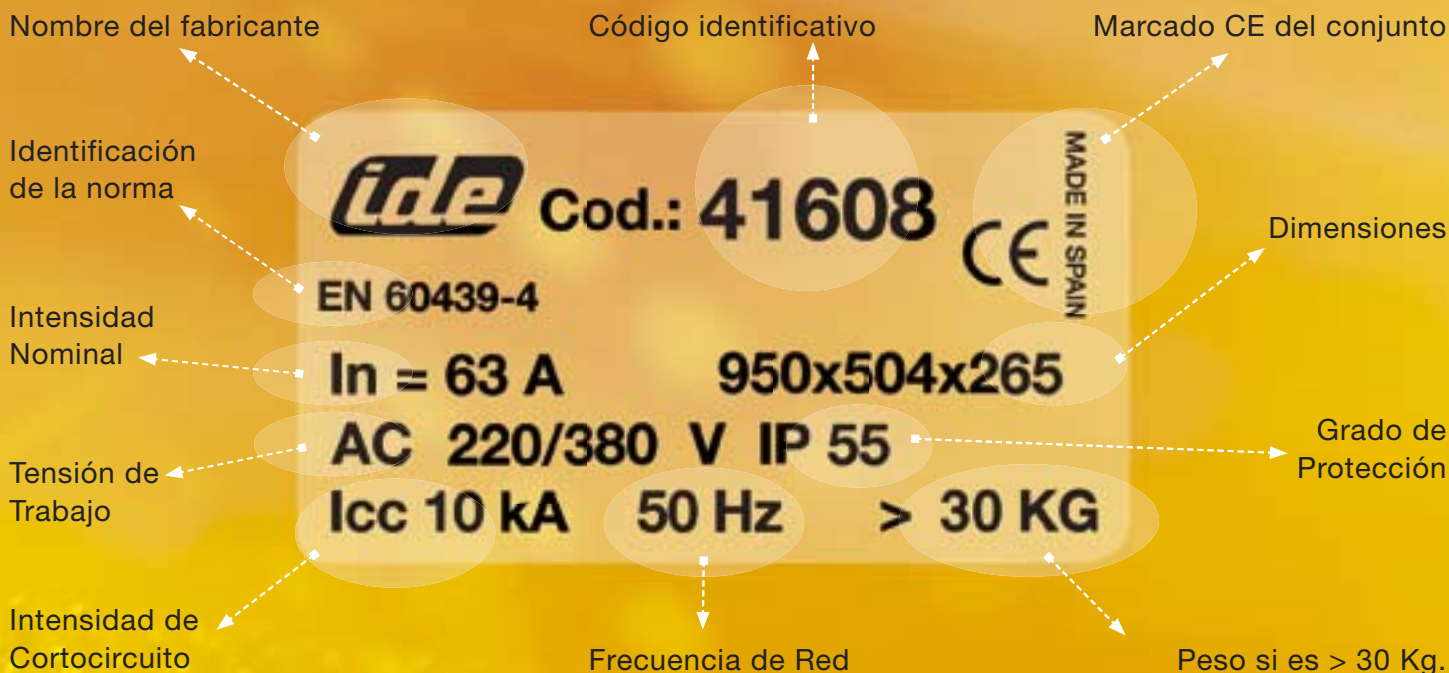 Nombre del fabricante
Código identificativo
Marcado CE del conjunto
Identificación
de la norma
ide Cod.: 41608
CE
MADE IN SPAIN
Dimensiones
EN 60439-4
Intensidad
Nominal
In = 63 A 950x504x265
Grado de
Protección
AC 220/380 V IP 55
Tensión de
Trabajo
Icc 10 kA 50 Hz > 30 KG
Intensidad de
Cortocircuito
Frecuencia de Red
Peso si es > 30 Kg.